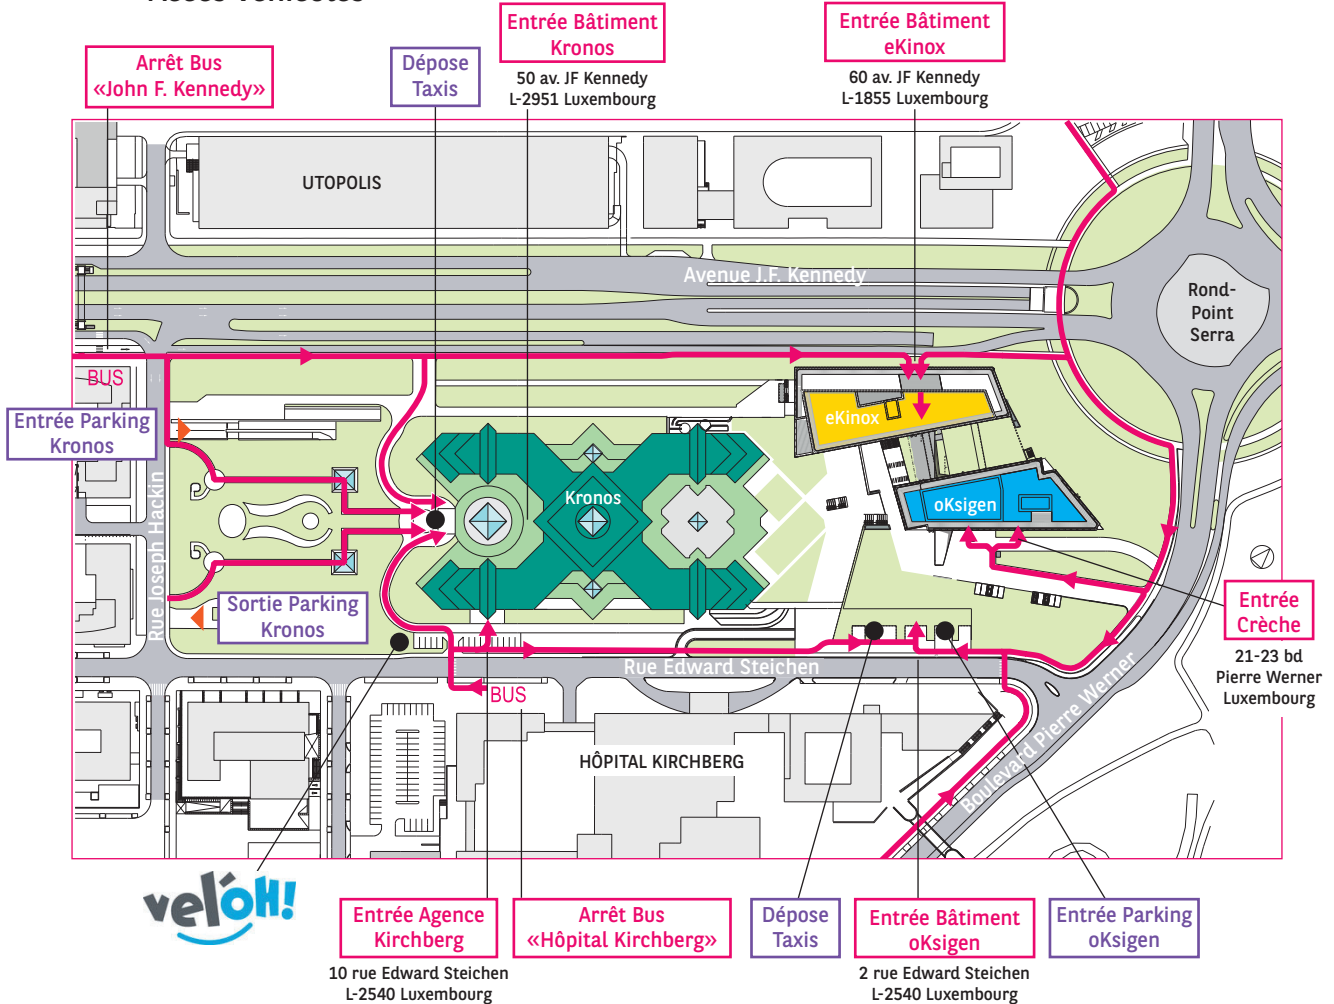 Entrée Bâtiment
Kronos
50 av. JF Kennedy
L-2951 Luxembourg
Entrée Bâtiment
eKinox
60 av. JF Kennedy
L-1855 Luxembourg
Arrêt Bus
«John F. Kennedy»
Dépose
Taxis
UTOPOLIS
Avenue J.F. Kennedy
Rond-
Point
Serra
BUS
Entrée Parking
Kronos
eKinox
Kronos
oKsigen
Rue Joseph Hackin
Sortie Parking
Kronos
Entrée
Crèche
21-23 bd
Pierre Werner
Luxembourg
Rue Edward Steichen
BUS
Boulevard Pierre Werner
HÔPITAL KIRCHBERG
vel'OH!
Entrée Agence
Kirchberg
10 rue Edward Steichen
L-2540 Luxembourg
Arrêt Bus
«Hôpital Kirchberg»
Dépose
Taxis
Entrée Bâtiment
oKsigen
2 rue Edward Steichen
L-2540 Luxembourg
Entrée Parking
oKsigen